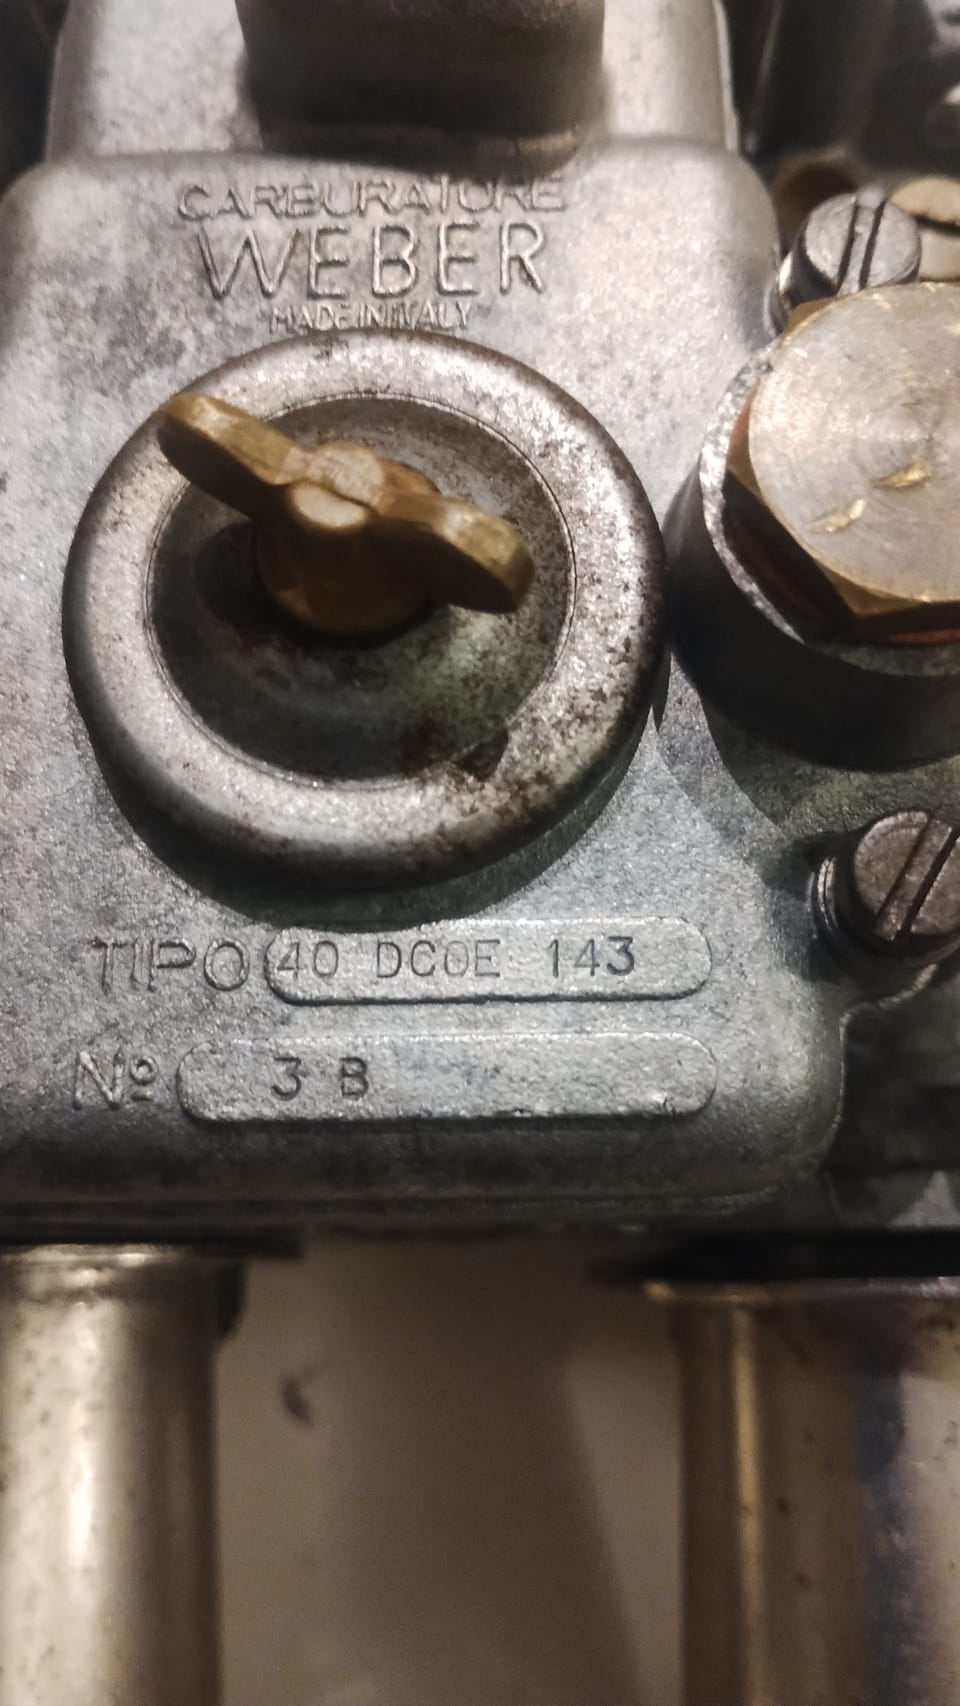 CARBURATORE
WEBER
MADE IN ITALY
TIPO 40 DCOE 143
Nº 3 B